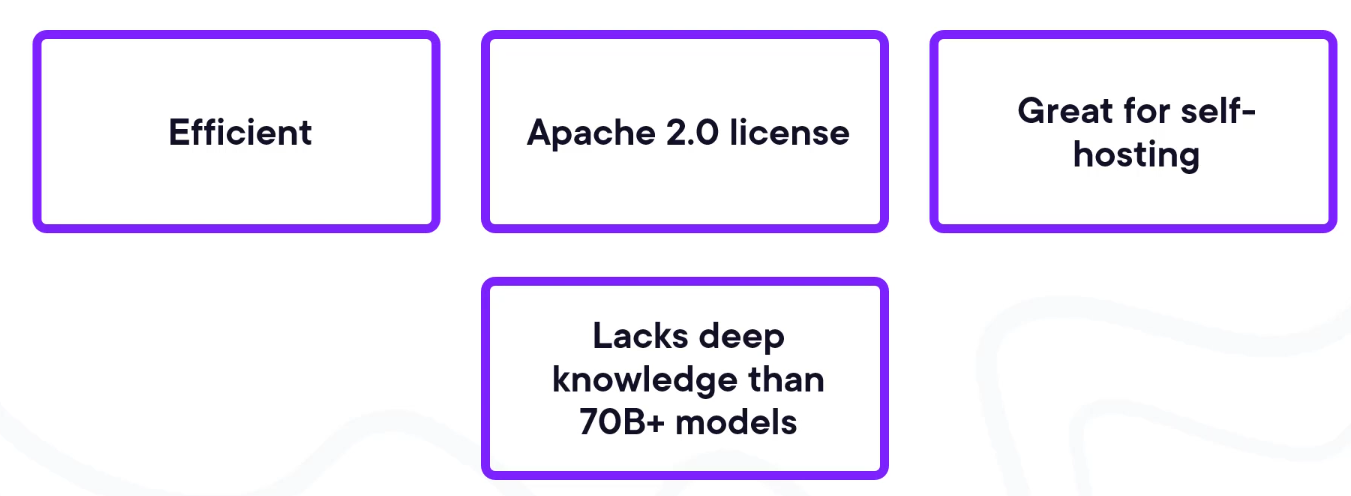 Efficient
Apache 2.0 license
Great for self-
hosting
Lacks deep
knowledge than
70B+ models